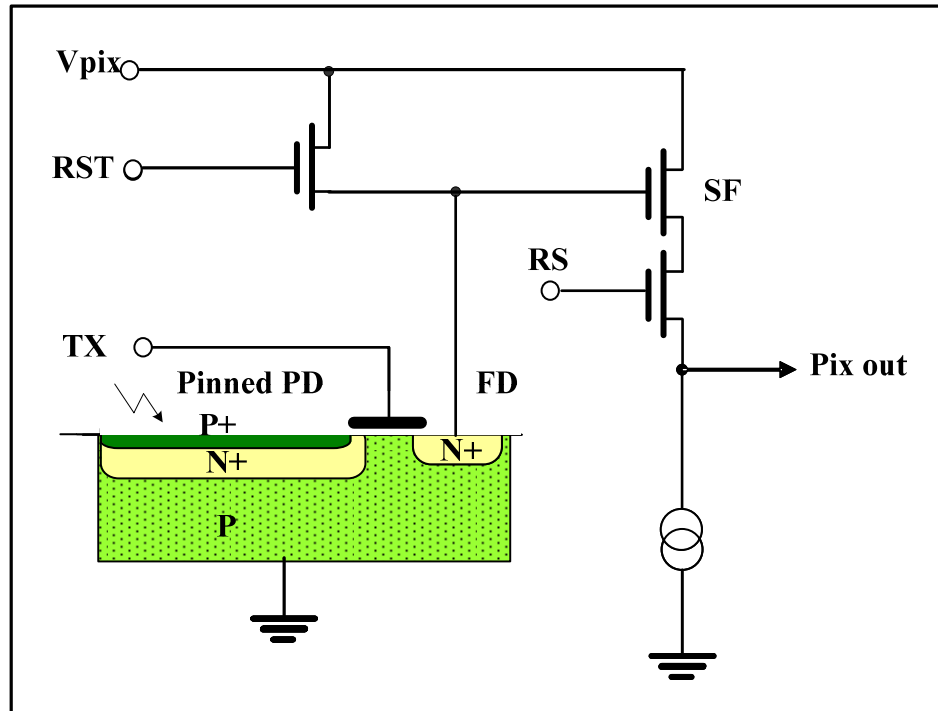 Vpix
RST
SF
RS
TX
Pinned PD
FD
Pix out
P+
N+
N+
P